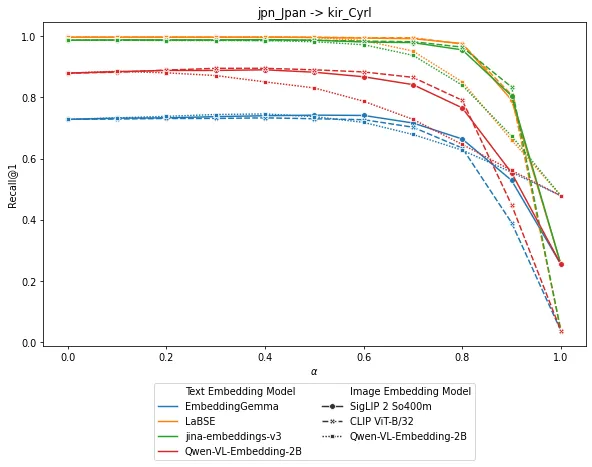 jpn_Jpan -> kir_Cyrl
Recall@1
1.0
0.8
0.6
0.4
0.2
0.0
0.0 0.2 0.4 0.6 0.8 1.0
α
Text Embedding Model
EmbeddingGemma
LaBSE
jina-embeddings-v3
Qwen-VL-Embedding-2B
Image Embedding Model
SigLIP 2 So400m
CLIP ViT-B/32
Qwen-VL-Embedding-2B